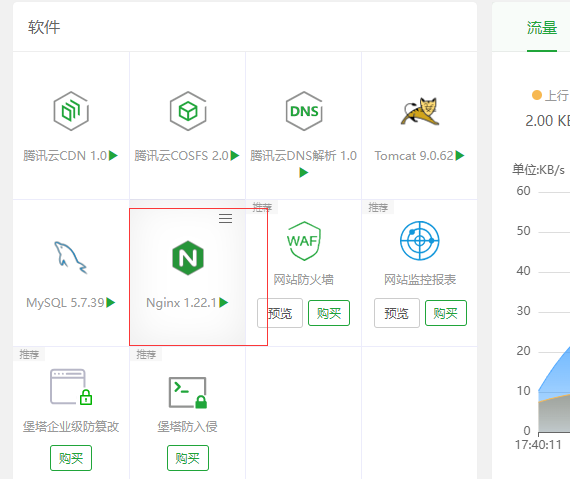 软件
流量
上行
2.00 KB
单位:KB/s
60
50
40
30
20
10
0
17:40:11
DNS
腾讯云CDN 1.0
腾讯云COSFS 2.0
腾讯云DNS解析 1.0
Tomcat 9.0.62
推荐
推荐
N
WAF
MySQL 5.7.39
Nginx 1.22.1
网站防火墙
网站监控报表
预览
购买
预览
购买
推荐
推荐
堡塔企业级防篡改
堡塔防入侵
购买
购买